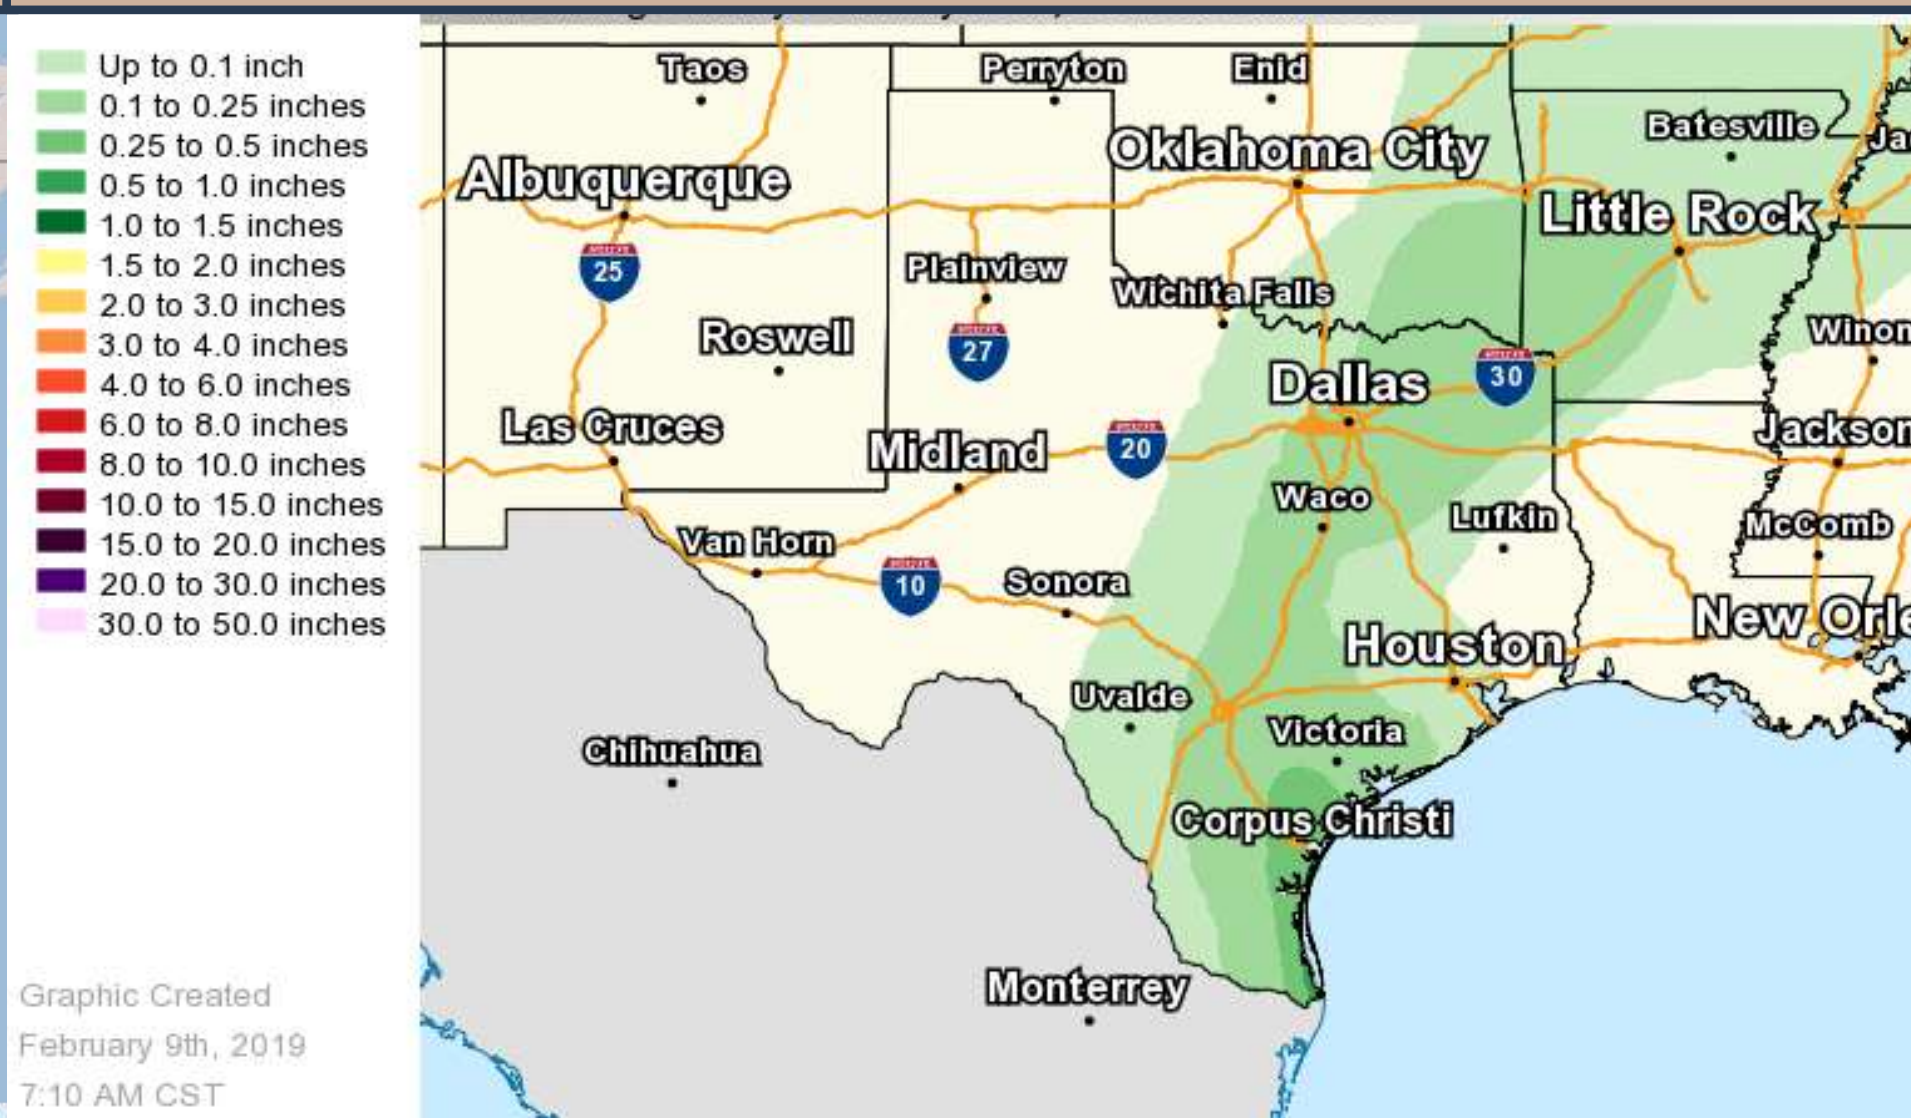 Up to 0.1 inch
0.1 to 0.25 inches
0.25 to 0.5 inches
0.5 to 1.0 inches
1.0 to 1.5 inches
1.5 to 2.0 inches
2.0 to 3.0 inches
3.0 to 4.0 inches
4.0 to 6.0 inches
6.0 to 8.0 inches
8.0 to 10.0 inches
10.0 to 15.0 inches
15.0 to 20.0 inches
20.0 to 30.0 inches
30.0 to 50.0 inches
Graphic Created
February 9th, 2019
7:10 AM CST
Taos
Perryton
Enid
Batesville
Ja
Oklahoma City
Albuquerque
Little Rock
25
Plainview
Wichita Falls
Roswell
27
Winon
Dallas
30
Las Cruces
Midland
20
Jackson
Waco
Lufkin
McComb
Van Horn
10
Sonora
New Orle
Houston
Uvalde
Victoria
Chihuahua
Corpus Christi
Monterrey